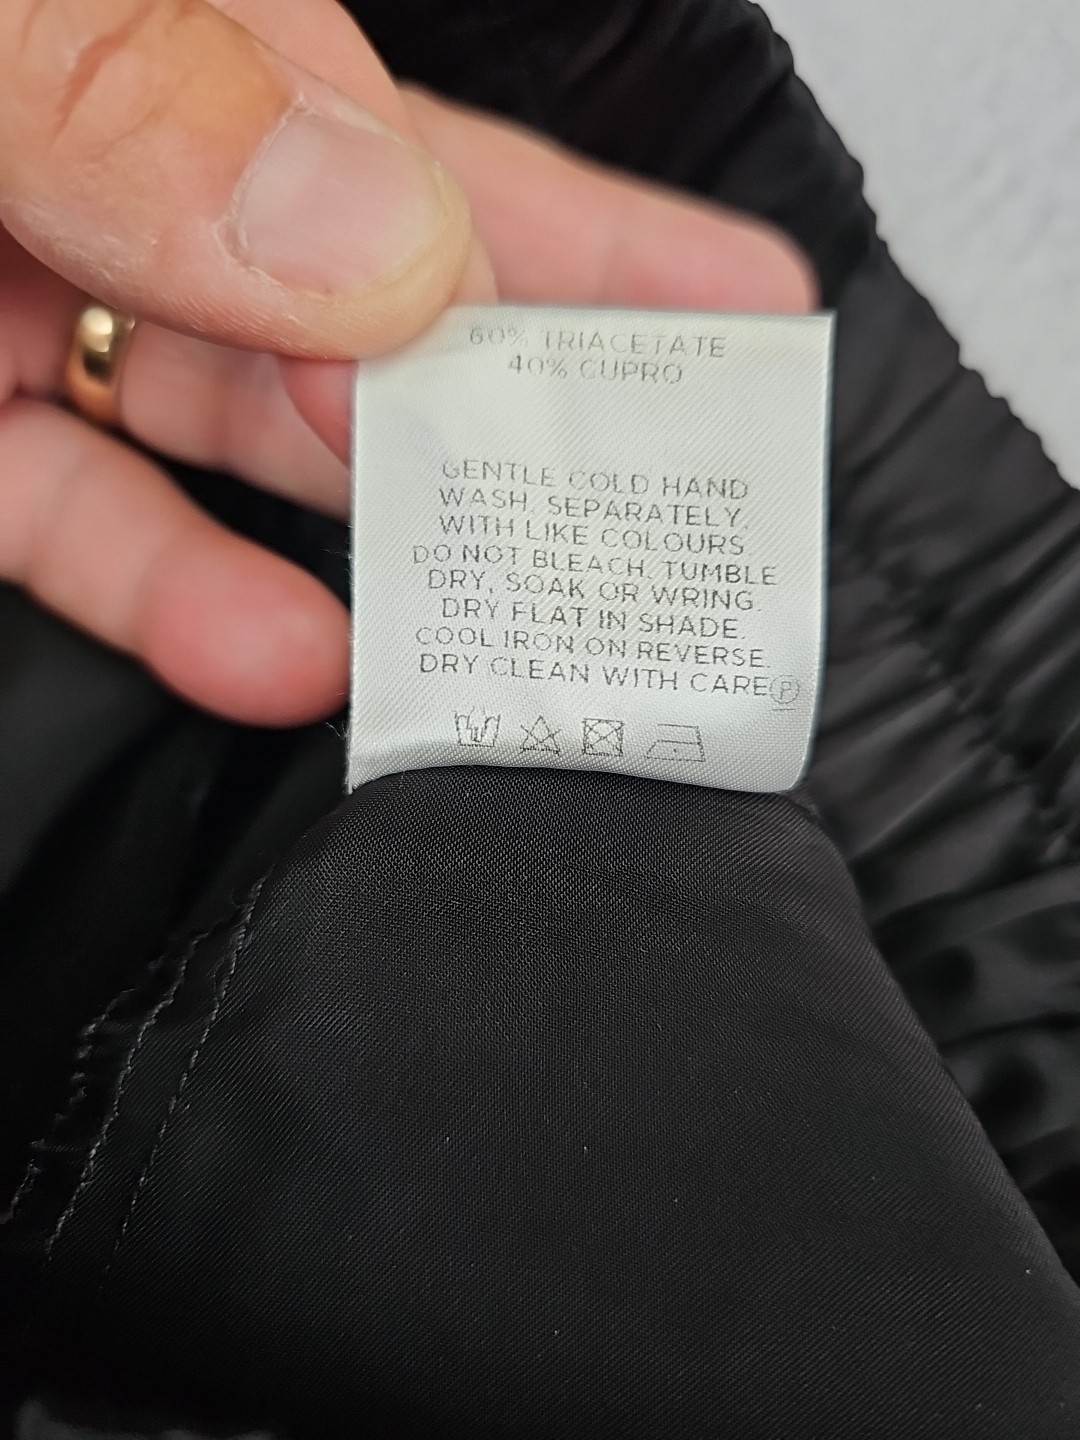 60% TRIACETATE
40% CUPRO
GENTLE COLD HAND
WASH. SEPARATELY.
WITH LIKE COLOURS
DO NOT BLEACH, TUMBLE
DRY, SOAK OR WRING.
DRY FLAT IN SHADE.
COOL IRON ON REVERSE.
DRY CLEAN WITH CARE Ⓟ